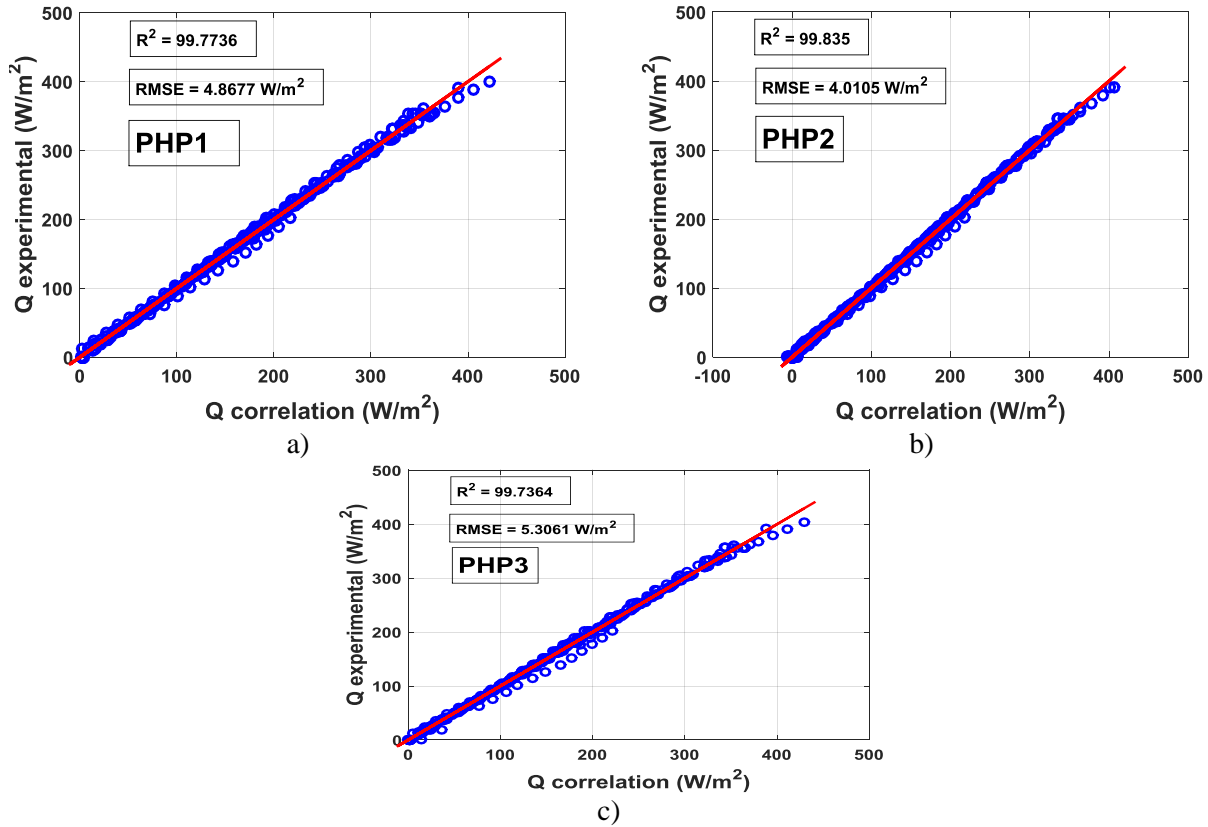 R² = 99.7736
RMSE = 4.8677 W/m²
PHP1
Q experimental (W/m²)
500
400
300
200
100
0
0 100 200 300 400 500
Q correlation (W/m²)
a)
R² = 99.835
RMSE = 4.0105 W/m²
PHP2
Q experimental (W/m²)
500
400
300
200
100
0
-100 0 100 200 300 400 500
Q correlation (W/m²)
b)
R² = 99.7364
RMSE = 5.3061 W/m²
PHP3
Q experimental (W/m²)
500
400
300
200
100
0
0 100 200 300 400 500
Q correlation (W/m²)
c)